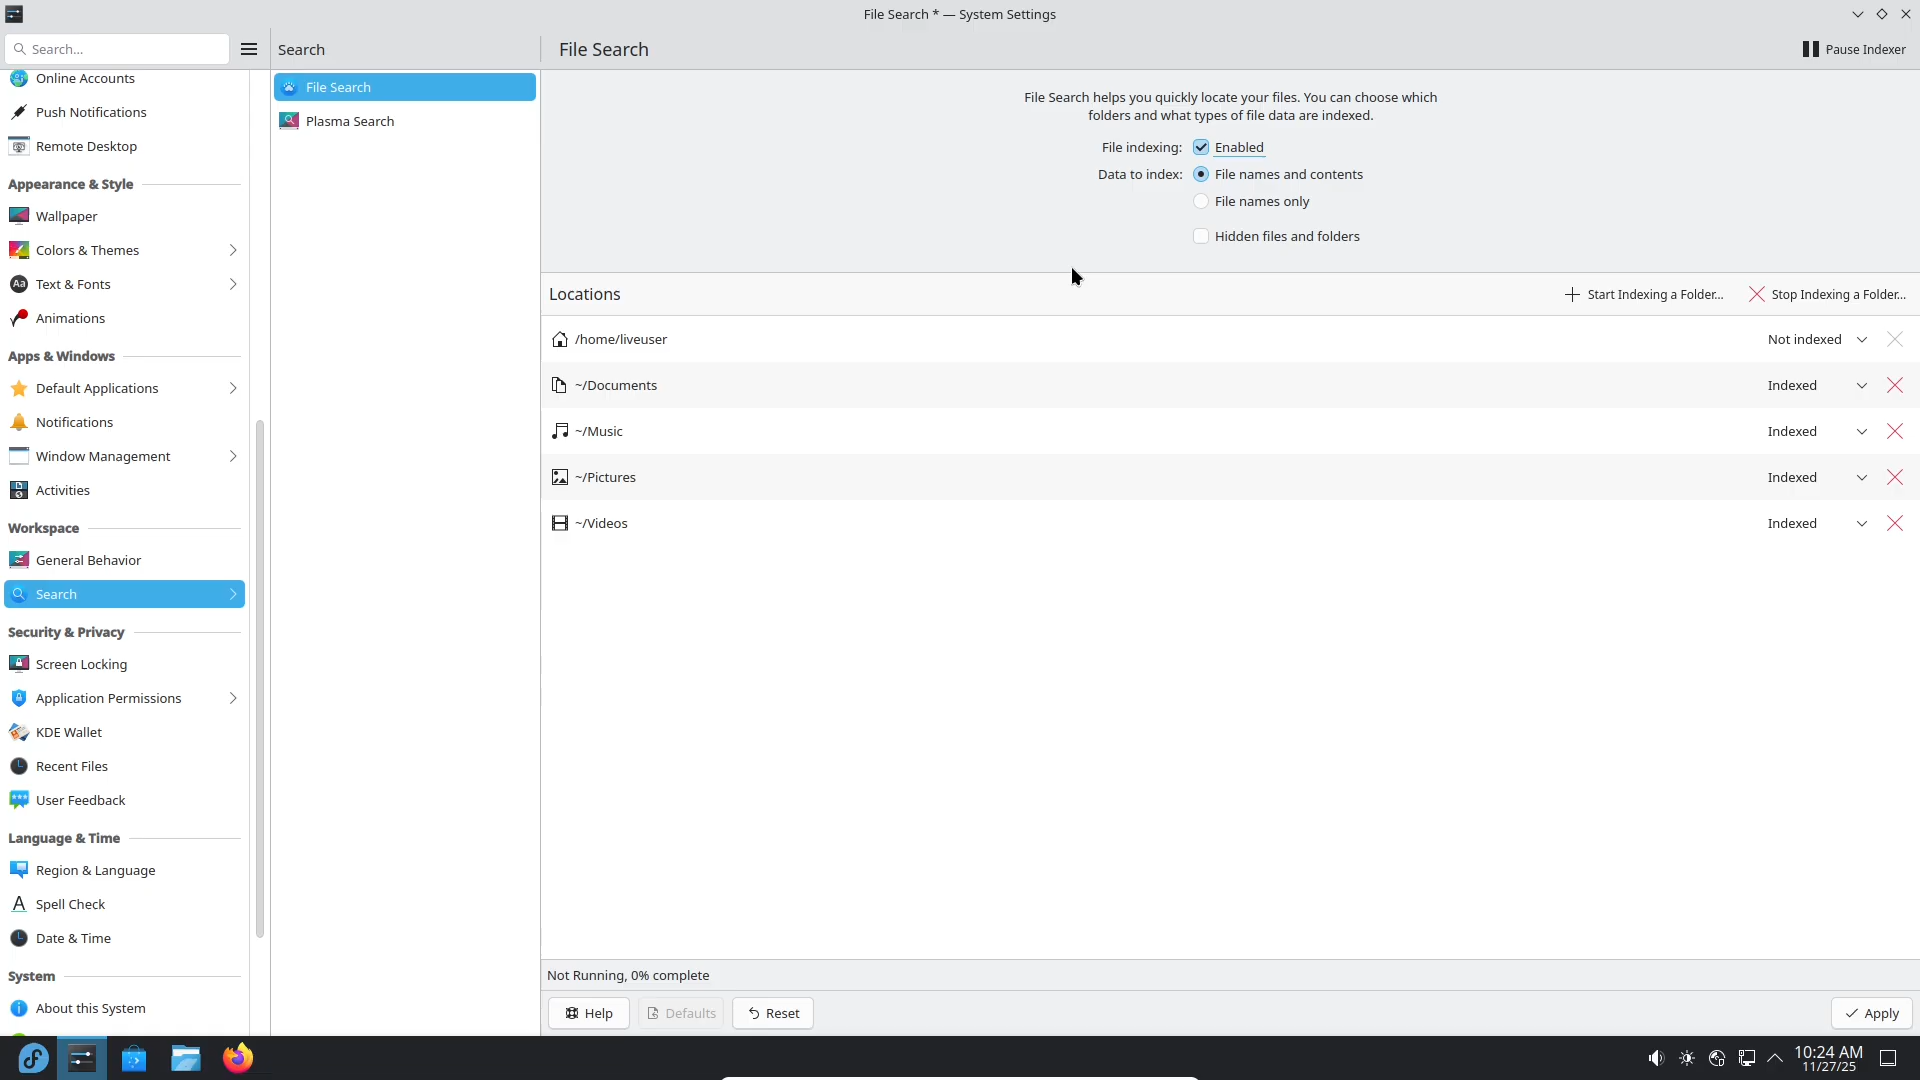 File Search * — System Settings
Search...
Search
File Search
Pause Indexer
Online Accounts
Push Notifications
Remote Desktop
Appearance & Style
Wallpaper
Colors & Themes
Text & Fonts
Animations
Apps & Windows
Default Applications
Notifications
Window Management
Activities
Workspace
General Behavior
Search
Security & Privacy
Screen Locking
Application Permissions
KDE Wallet
Recent Files
User Feedback
Language & Time
Region & Language
Spell Check
Date & Time
System
About this System
File Search
Plasma Search
File Search helps you quickly locate your files. You can choose which
folders and what types of file data are indexed.
File indexing: Enabled
Data to index: File names and contents
File names only
Hidden files and folders
Locations
Start Indexing a Folder...
Stop Indexing a Folder...
/home/liveuser Not indexed
~/Documents Indexed
~/Music Indexed
~/Pictures Indexed
~/Videos Indexed
Not Running, 0% complete
Help
Defaults
Reset
Apply
10:24 AM
11/27/25